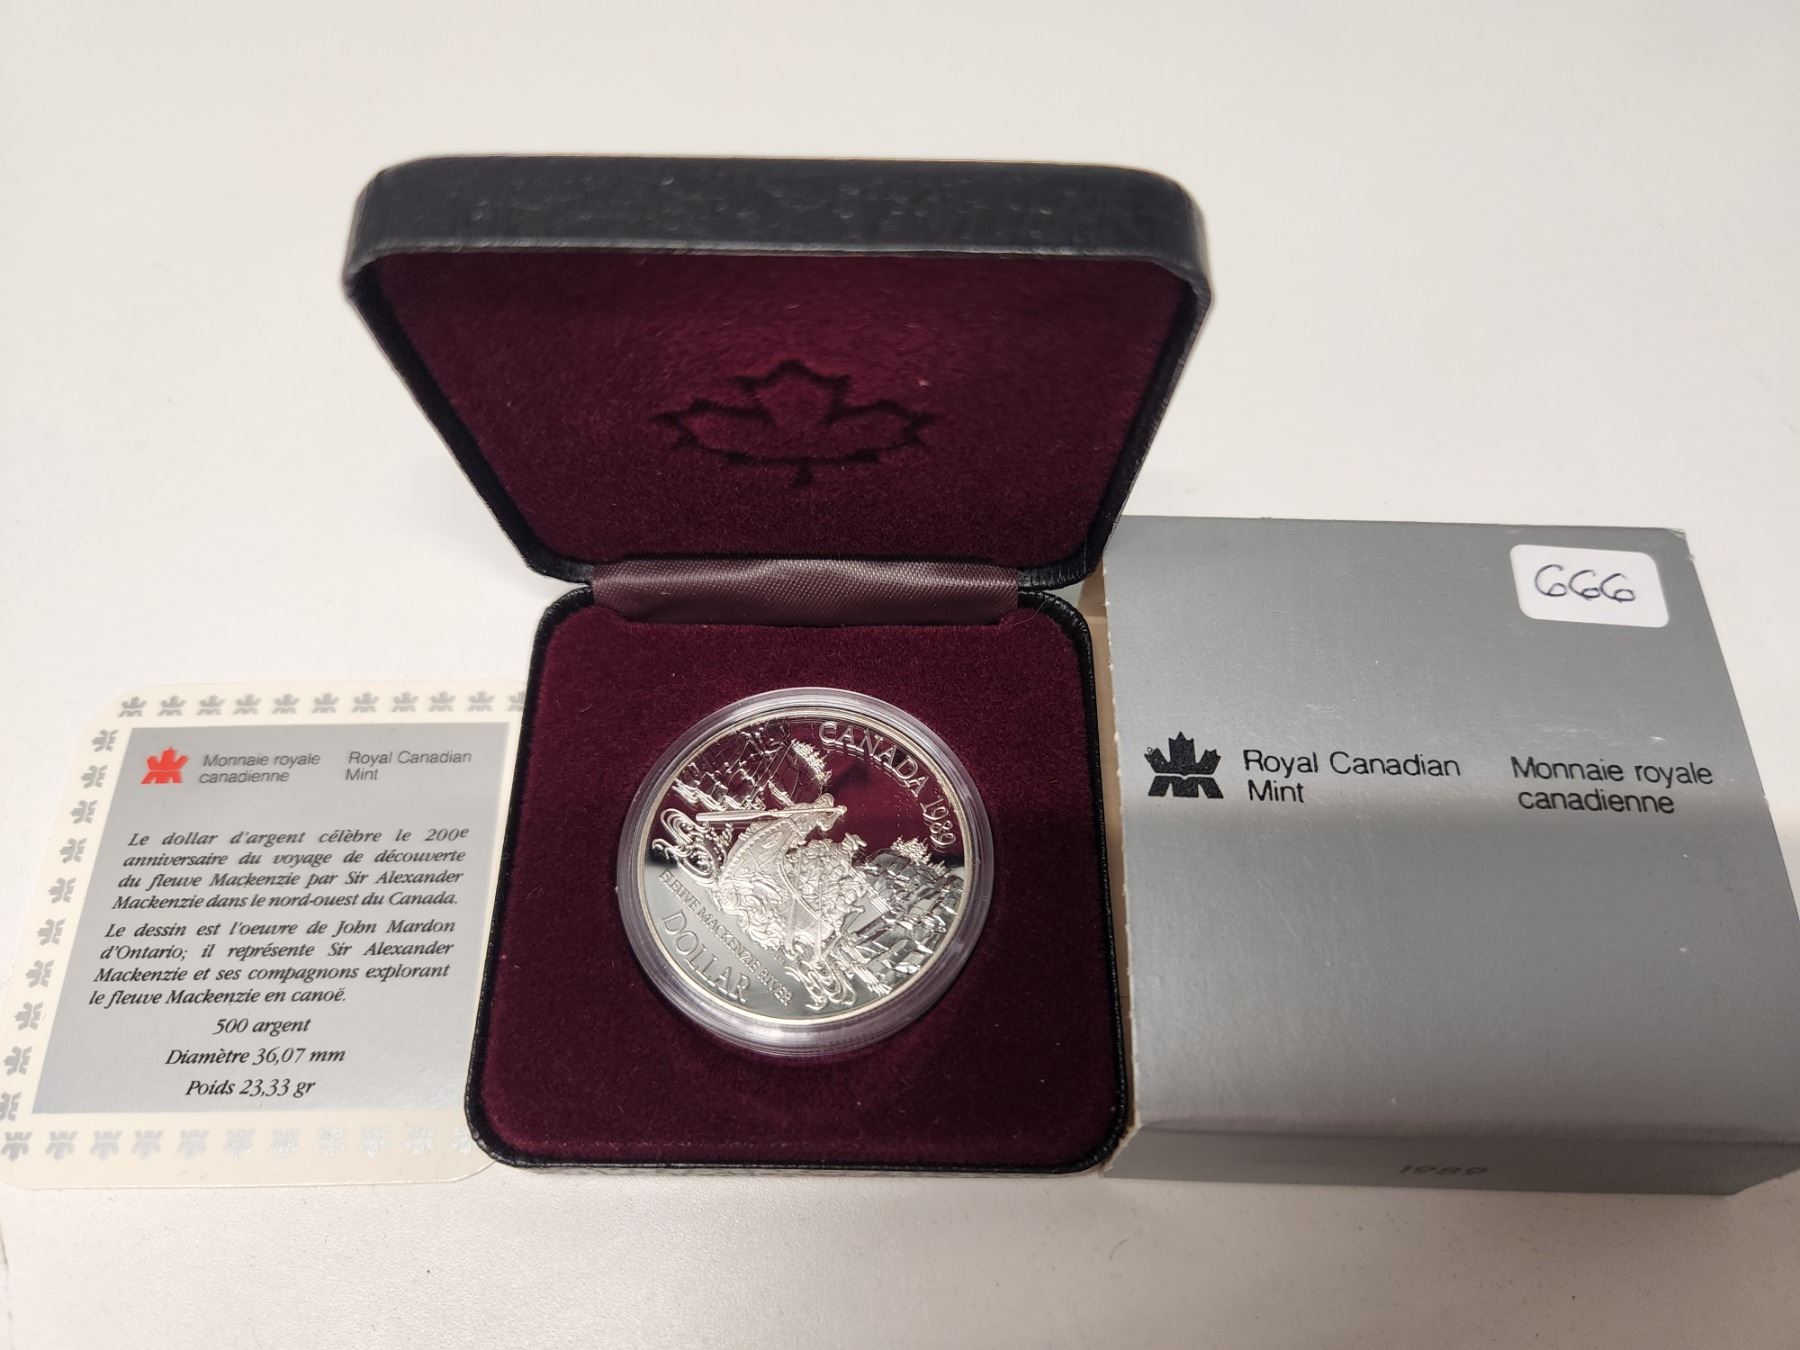 Monnaie royale
canadienne
Royal Canadian
Mint
Le dollar d'argent célèbre le 200e
anniversaire du voyage de découverte
du fleuve Mackenzie par Sir Alexander
Mackenzie dans le nord-ouest du Canada.
Le dessin est l'oeuvre de John Mardon
d'Ontario; il représente Sir Alexander
Mackenzie et ses compagnons explorant
le fleuve Mackenzie en canoë.
500 argent
Diamètre 36,07 mm
Poids 23,33 gr
CANADA 1989
FLEUVE MACKENZIE RIVER
DOLLAR
666
Royal Canadian
Mint
Monnaie royale
canadienne
1989